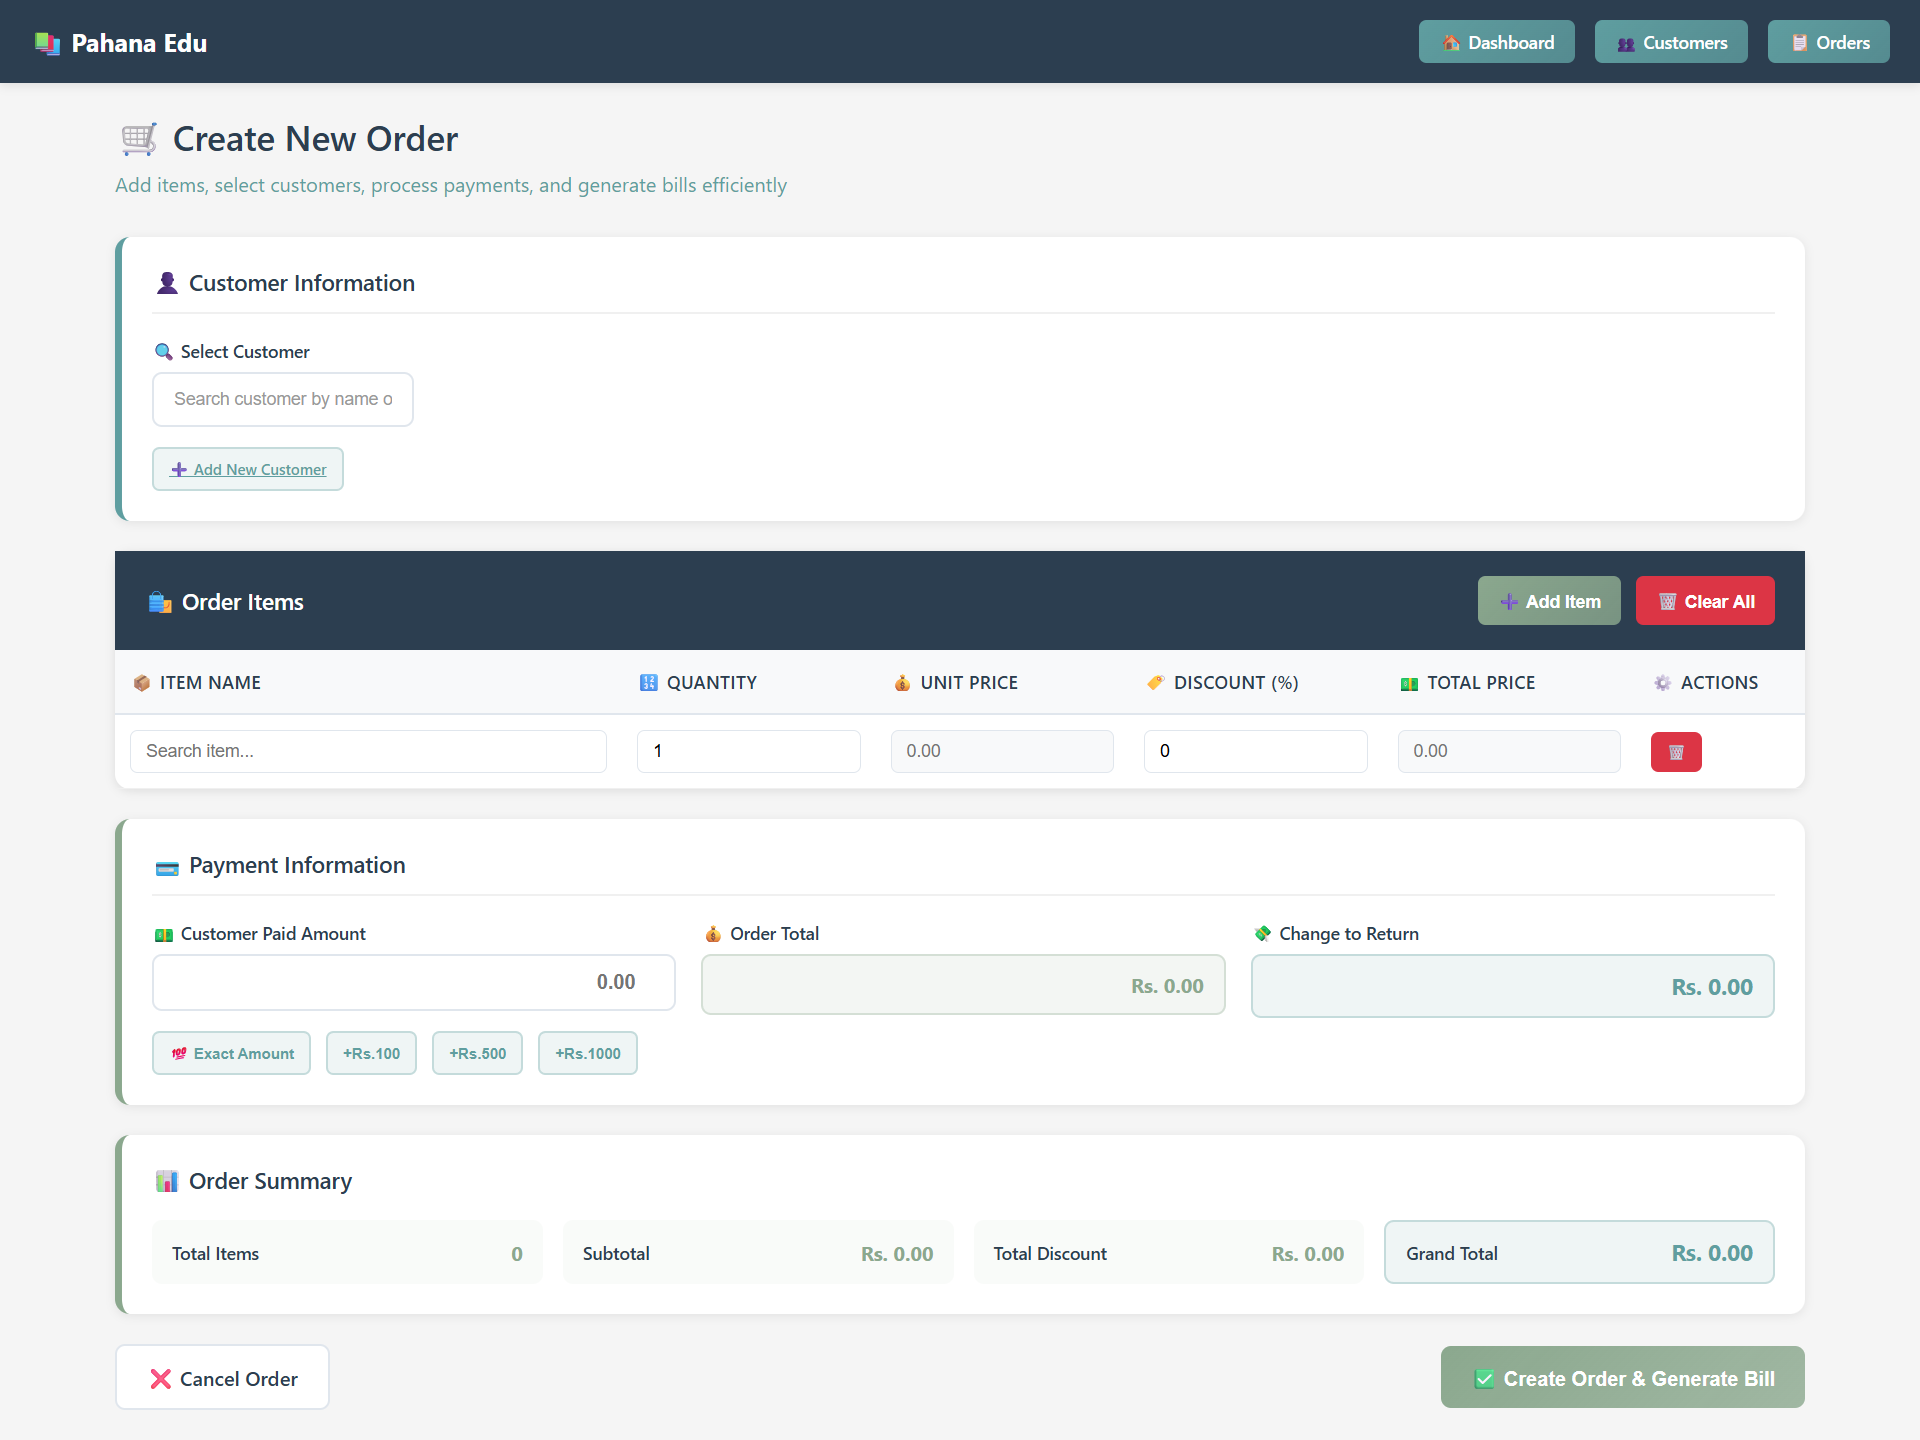 Pahana Edu
Dashboard
Customers
Orders
Create New Order
Add items, select customers, process payments, and generate bills efficiently
Customer Information
Select Customer
Search customer by name o
Add New Customer
Order Items
Add Item
Clear All
ITEM NAME
QUANTITY
UNIT PRICE
DISCOUNT (%)
TOTAL PRICE
ACTIONS
Search item...
1
0.00
0
0.00
Payment Information
Customer Paid Amount
Order Total
Change to Return
0.00
Rs. 0.00
Rs. 0.00
Exact Amount
+Rs.100
+Rs.500
+Rs.1000
Order Summary
Total Items
0
Subtotal
Rs. 0.00
Total Discount
Rs. 0.00
Grand Total
Rs. 0.00
Cancel Order
Create Order & Generate Bill